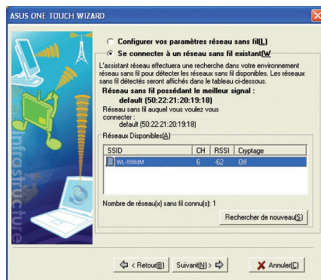 ASUS ONE TOUCH WIZARD
Configurer vos paramètres réseau sans fil(L)
Se connecter à un réseau sans fil existant(W
L'assistant réseau effectuera une recherche dans votre environnement
réseau sans fil pour détecter les réseaux sans fil disponibles. Les réseaux
sans fil détectés seront affichés dans le tableau ci-dessous.
Réseau sans fil possédant le meilleur signal :
default (50:22:21:20:19:18)
Réseau sans fil auquel vous voulez vous
connecter :
default (50:22:21:20:19:18)
Réseaux Disponibles(A)
SSID CH RSSI Cryptage
6 -62 Off
Nombre de réseau(x) sans fil connu(s): 1
Rechercher de nouveau(S)
< Retour(B) Suivant(N) > Annuler(C)
infrastructure